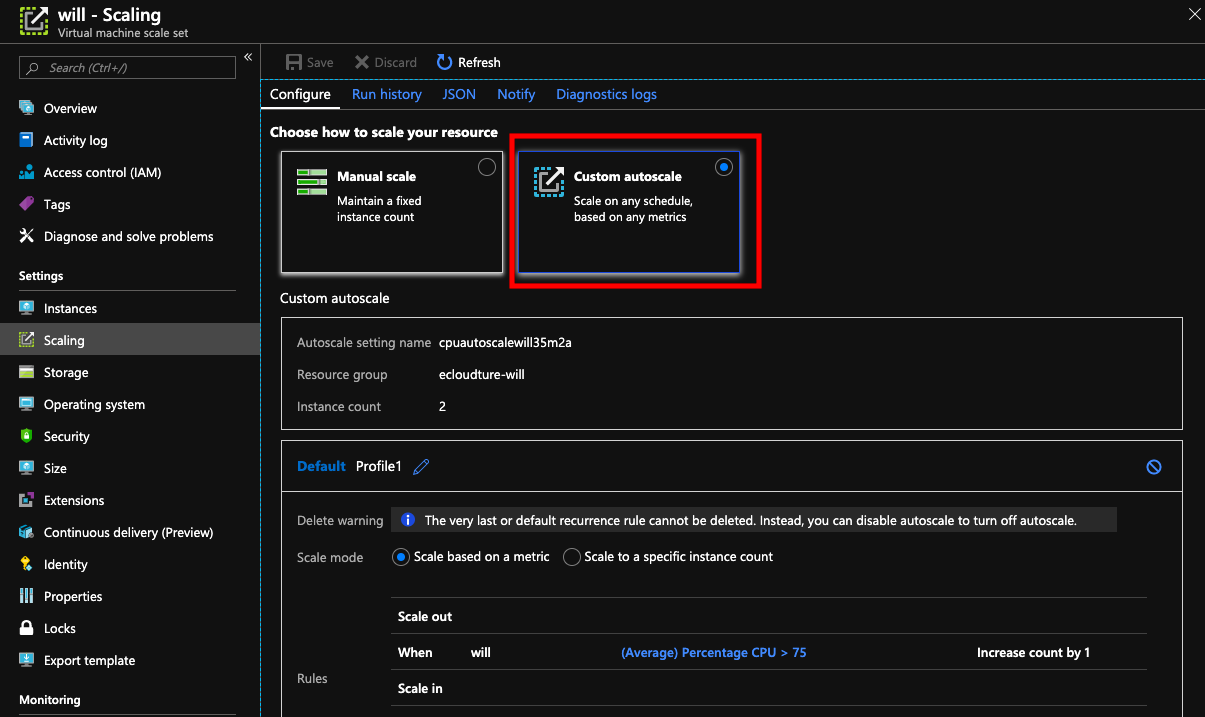 will - Scaling
Virtual machine scale set
Search (Ctrl+/)
Overview
Activity log
Access control (IAM)
Tags
Diagnose and solve problems
Settings
Instances
Scaling
Storage
Operating system
Security
Size
Extensions
Continuous delivery (Preview)
Identity
Properties
Locks
Export template
Monitoring
Save Discard Refresh
Configure Run history JSON Notify Diagnostics logs
Choose how to scale your resource
Manual scale
Maintain a fixed
instance count
Custom autoscale
Scale on any schedule,
based on any metrics
Custom autoscale
Autoscale setting name cpuautoscalewill35m2a
Resource group ecloudture-will
Instance count 2
Default Profile1
Delete warning The very last or default recurrence rule cannot be deleted. Instead, you can disable autoscale to turn off autoscale.
Scale mode Scale based on a metric Scale to a specific instance count
Scale out
When will (Average) Percentage CPU > 75 Increase count by 1
Rules
Scale in